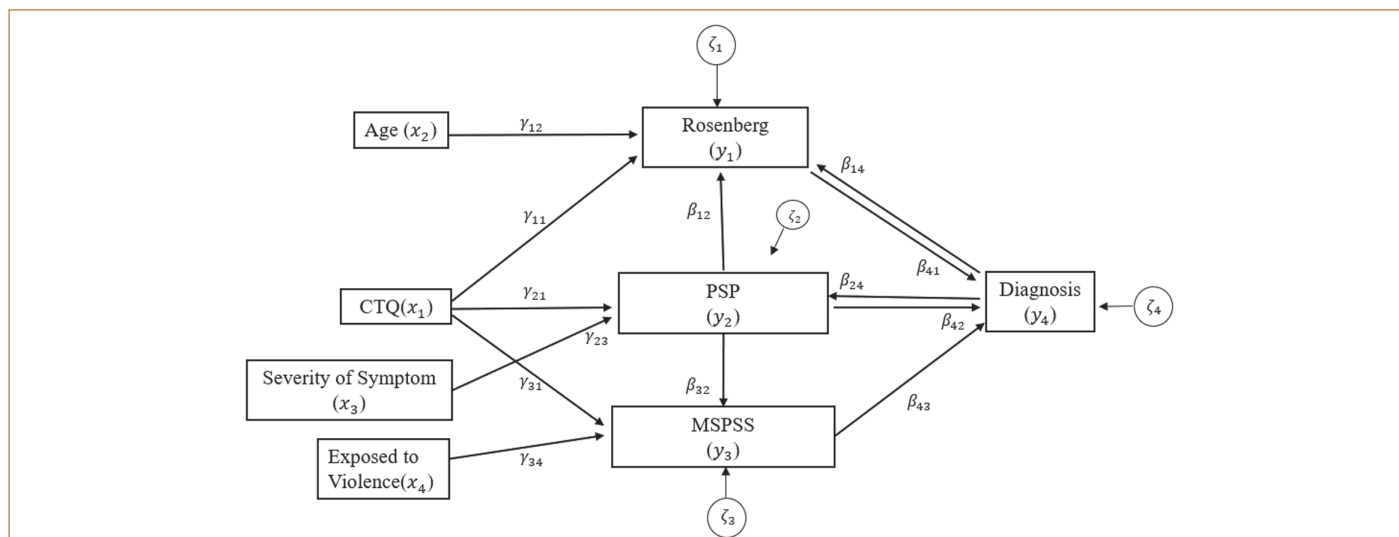 ζ₁
Age (x₂)
γ₁₂
Rosenberg
(y₁)
β₁₄
γ₁₁
β₁₂
ζ₂
β₄₁
CTQ(x₁)
γ₂₁
PSP
(y₂)
β₂₄
β₄₂
Diagnosis
(y₄)
ζ₄
γ₂₃
Severity of Symptom
(x₃)
γ₃₁
β₃₂
β₄₃
MSPSS
(y₃)
Exposed to
Violence(x₄)
γ₃₄
ζ₃